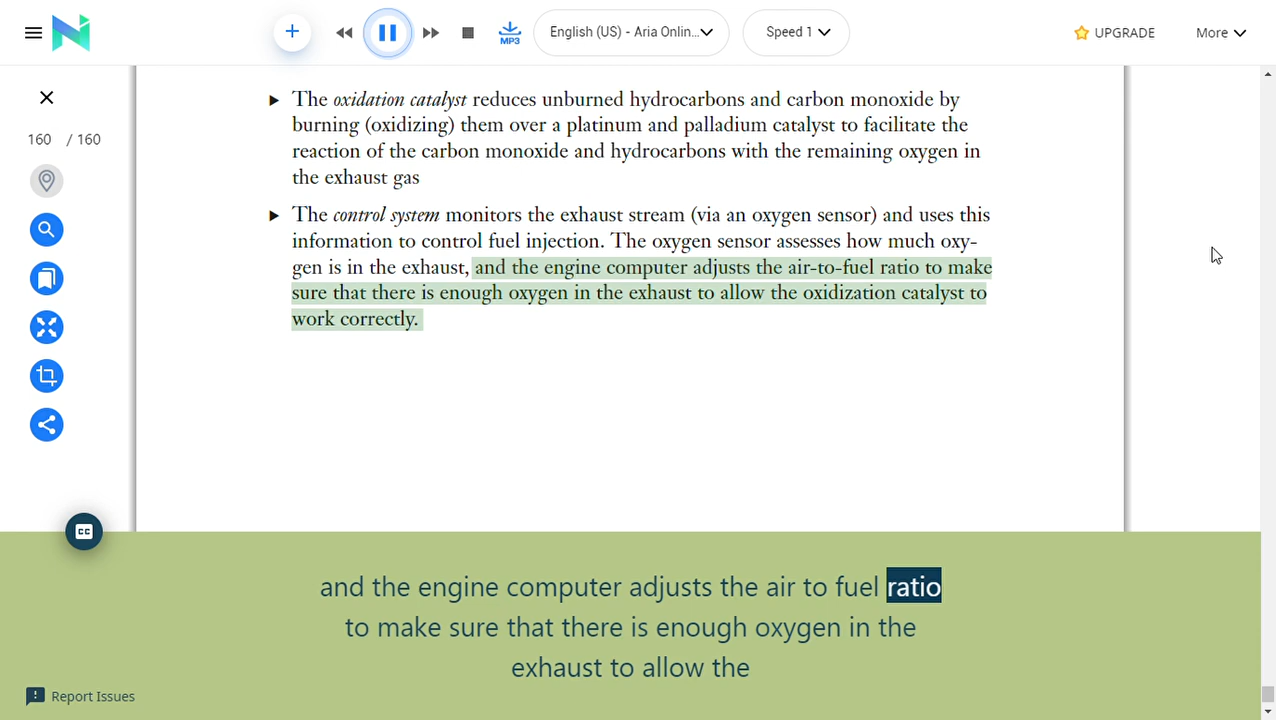 English (US) - Aria Onlin...
Speed 1
UPGRADE
More
MP3
160 / 160
▶ The oxidation catalyst reduces unburned hydrocarbons and carbon monoxide by
burning (oxidizing) them over a platinum and palladium catalyst to facilitate the
reaction of the carbon monoxide and hydrocarbons with the remaining oxygen in
the exhaust gas
▶ The control system monitors the exhaust stream (via an oxygen sensor) and uses this
information to control fuel injection. The oxygen sensor assesses how much oxy-
gen is in the exhaust, and the engine computer adjusts the air-to-fuel ratio to make
sure that there is enough oxygen in the exhaust to allow the oxidization catalyst to
work correctly.
CC
and the engine computer adjusts the air to fuel ratio
to make sure that there is enough oxygen in the
exhaust to allow the
Report Issues